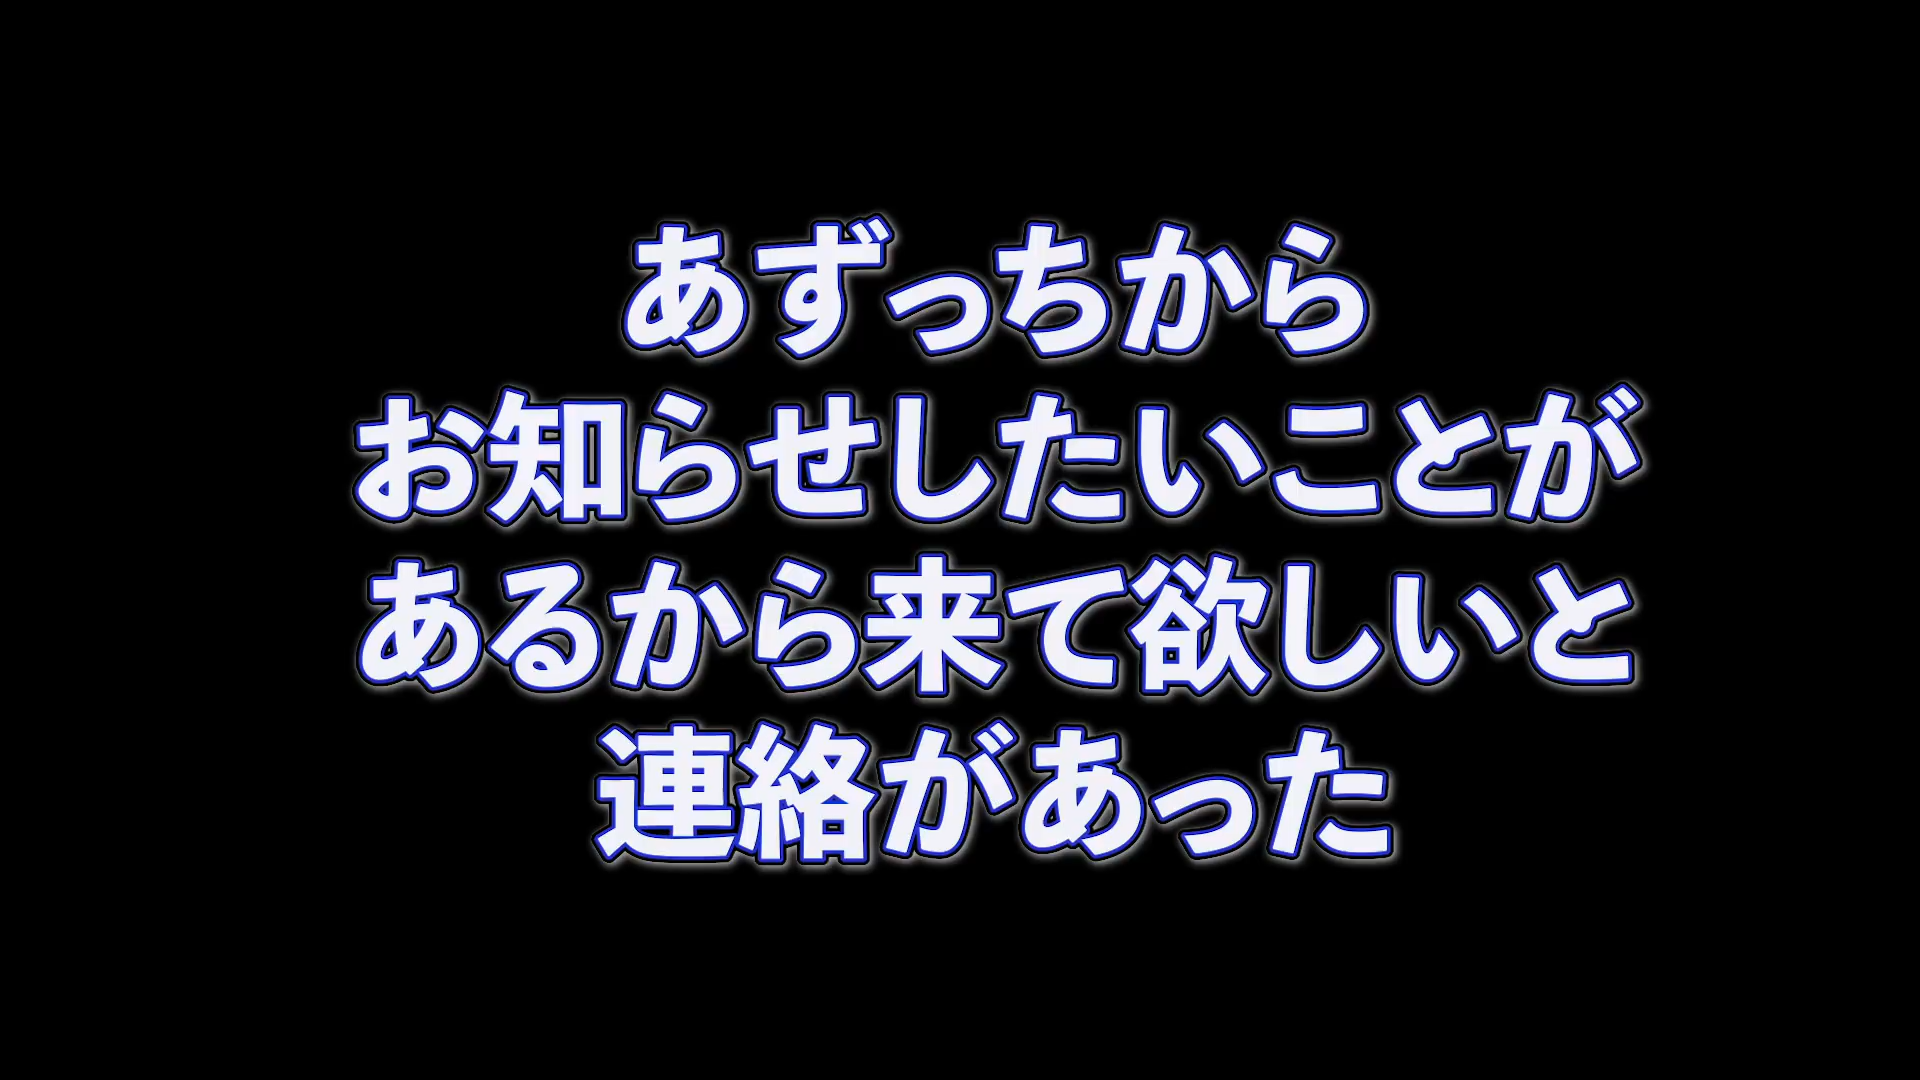 あずっちから
お知らせしたいことが
あるから来て欲しいと
連絡があった